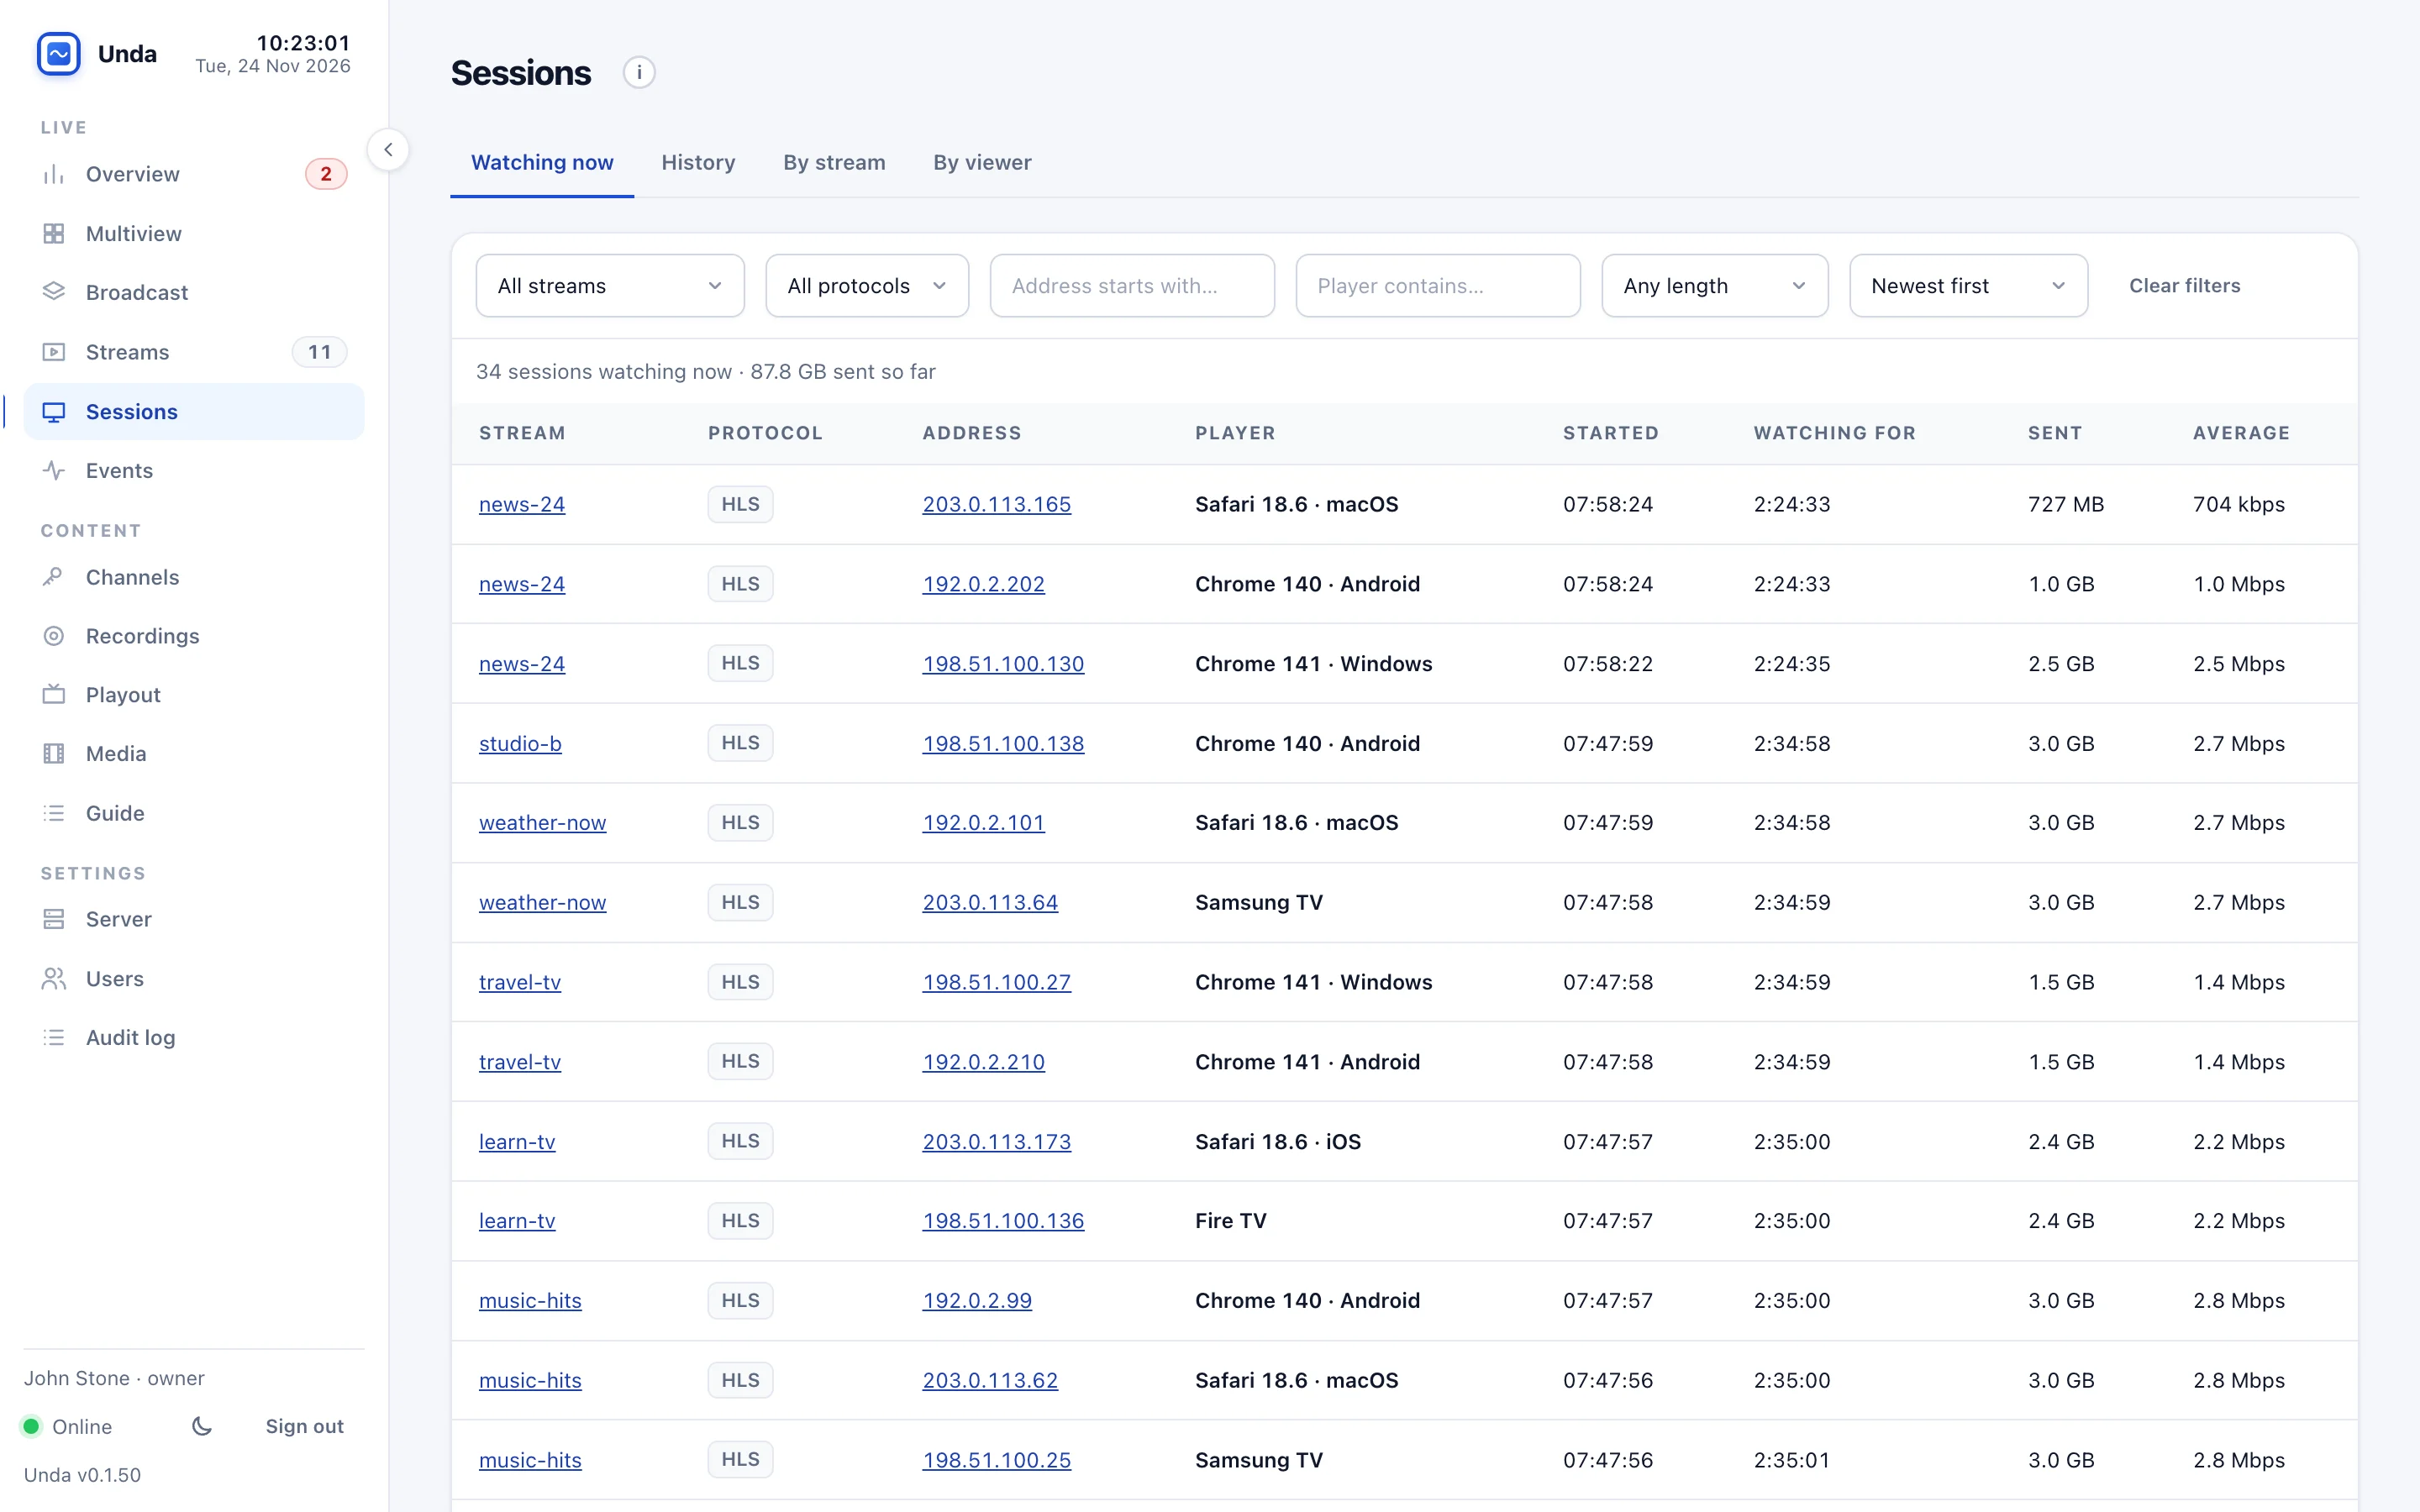 Unda
10:23:01
Tue, 24 Nov 2026
LIVE
Overview 2
Multiview
Broadcast
Streams 11
Sessions
Events
CONTENT
Channels
Recordings
Playout
Media
Guide
SETTINGS
Server
Users
Audit log
John Stone · owner
Online Sign out
Unda v0.1.50
Sessions i
Watching now History By stream By viewer
All streams All protocols Address starts with... Player contains... Any length Newest first Clear filters
34 sessions watching now · 87.8 GB sent so far
STREAM PROTOCOL ADDRESS PLAYER STARTED WATCHING FOR SENT AVERAGE
news-24 HLS 203.0.113.165 Safari 18.6 · macOS 07:58:24 2:24:33 727 MB 704 kbps
news-24 HLS 192.0.2.202 Chrome 140 · Android 07:58:24 2:24:33 1.0 GB 1.0 Mbps
news-24 HLS 198.51.100.130 Chrome 141 · Windows 07:58:22 2:24:35 2.5 GB 2.5 Mbps
studio-b HLS 198.51.100.138 Chrome 140 · Android 07:47:59 2:34:58 3.0 GB 2.7 Mbps
weather-now HLS 192.0.2.101 Safari 18.6 · macOS 07:47:59 2:34:58 3.0 GB 2.7 Mbps
weather-now HLS 203.0.113.64 Samsung TV 07:47:58 2:34:59 3.0 GB 2.7 Mbps
travel-tv HLS 198.51.100.27 Chrome 141 · Windows 07:47:58 2:34:59 1.5 GB 1.4 Mbps
travel-tv HLS 192.0.2.210 Chrome 141 · Android 07:47:58 2:34:59 1.5 GB 1.4 Mbps
learn-tv HLS 203.0.113.173 Safari 18.6 · iOS 07:47:57 2:35:00 2.4 GB 2.2 Mbps
learn-tv HLS 198.51.100.136 Fire TV 07:47:57 2:35:00 2.4 GB 2.2 Mbps
music-hits HLS 192.0.2.99 Chrome 140 · Android 07:47:57 2:35:00 3.0 GB 2.8 Mbps
music-hits HLS 203.0.113.62 Safari 18.6 · macOS 07:47:56 2:35:00 3.0 GB 2.8 Mbps
music-hits HLS 198.51.100.25 Samsung TV 07:47:56 2:35:01 3.0 GB 2.8 Mbps